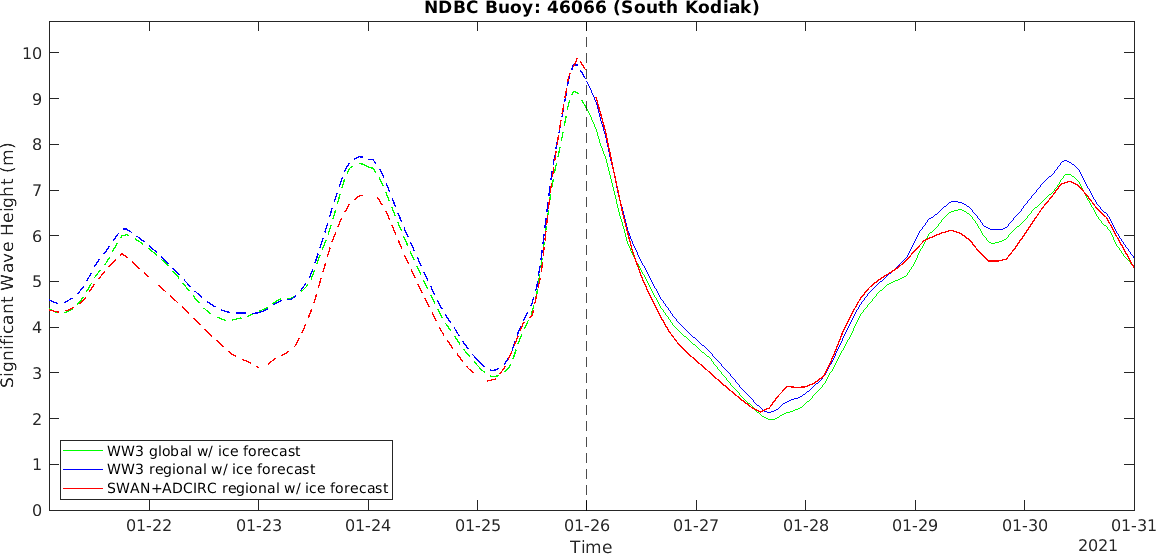 NDBC Buoy: 46066 (South Kodiak)
Significant Wave Height (m)
10
9
8
7
6
5
4
3
2
1
0
WW3 global w/ ice forecast
WW3 regional w/ ice forecast
SWAN+ADCIRC regional w/ ice forecast
01-22 01-23 01-24 01-25 01-26 01-27 01-28 01-29 01-30 01-31
Time
2021